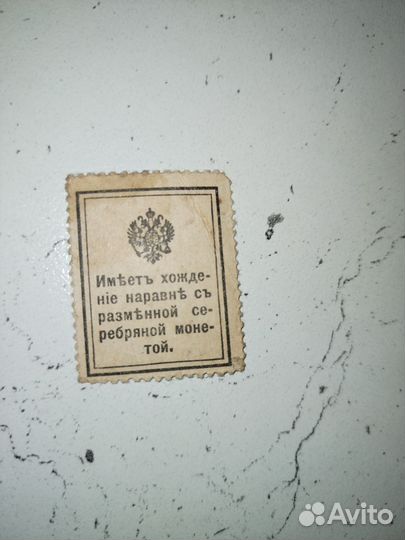 Имѣетъ хожде-
ніе наравнѣ съ
размѣнной се-
ребряной моне-
той.
Avito